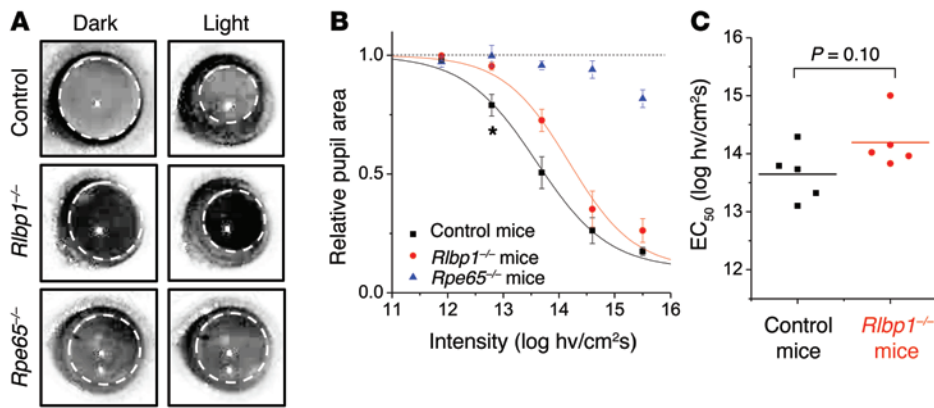 A
Dark Light
Control
Rlbp1−/−
Rpe65−/−
B
Relative pupil area
1.0
0.5
0.0
*
Control mice
Rlbp1−/− mice
Rpe65−/− mice
11 12 13 14 15 16
Intensity (log hv/cm²s)
C
EC₅₀ (log hv/cm²s)
P = 0.10
16
15
14
13
12
Control mice
Rlbp1−/− mice